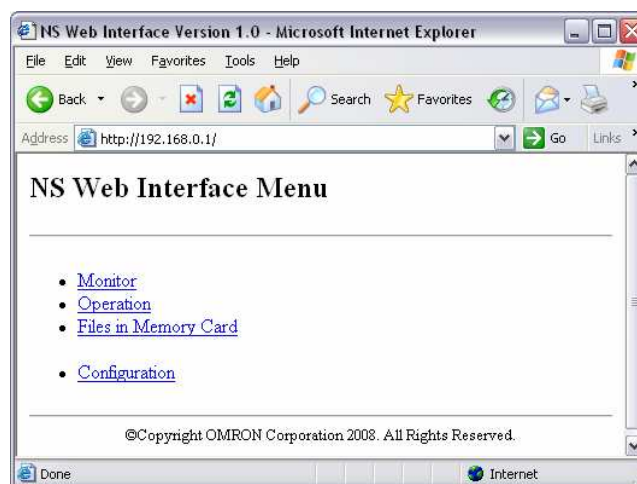 NS Web Interface Version 1.0 - Microsoft Internet Explorer
File Edit View Favorites Tools Help
Back Search Favorites
Address http://192.168.0.1/ Go Links
NS Web Interface Menu
Monitor
Operation
Files in Memory Card
Configuration
©Copyright OMRON Corporation 2008. All Rights Reserved.
Done Internet